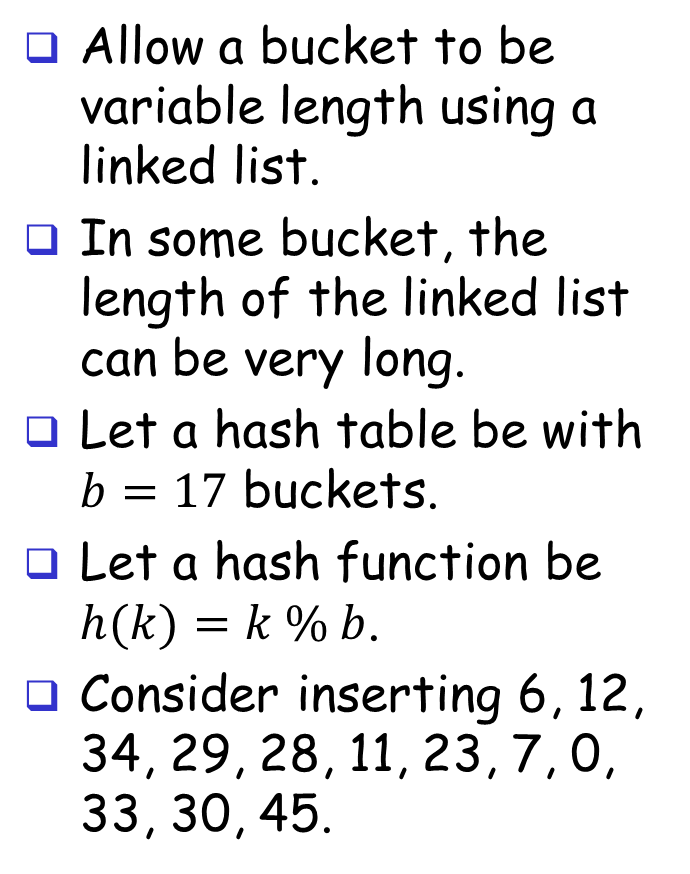 Allow a bucket to be
variable length using a
linked list.
In some bucket, the
length of the linked list
can be very long.
Let a hash table be with
b = 17 buckets.
Let a hash function be
h(k) = k % b.
Consider inserting 6, 12,
34, 29, 28, 11, 23, 7, 0,
33, 30, 45.